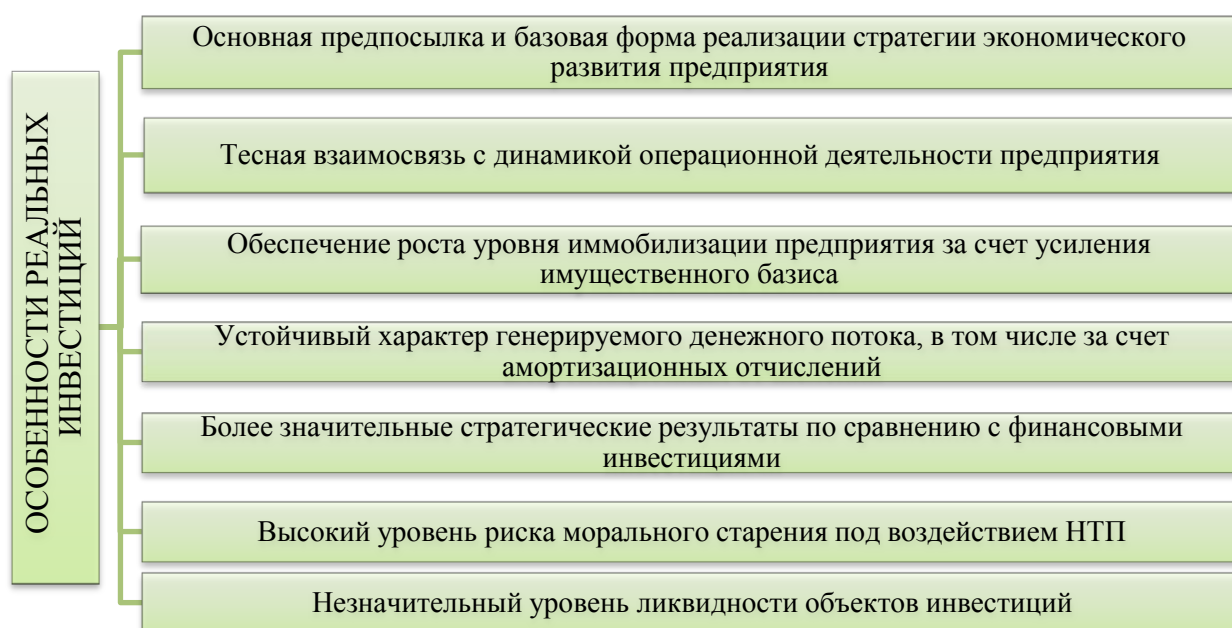 ОСОБЕННОСТИ РЕАЛЬНЫХ
ИНВЕСТИЦИЙ
Основная предпосылка и базовая форма реализации стратегии экономического
развития предприятия
Тесная взаимосвязь с динамикой операционной деятельности предприятия
Обеспечение роста уровня иммобилизации предприятия за счет усиления
имущественного базиса
Устойчивый характер генерируемого денежного потока, в том числе за счет
амортизационных отчислений
Более значительные стратегические результаты по сравнению с финансовыми
инвестициями
Высокий уровень риска морального старения под воздействием НТП
Незначительный уровень ликвидности объектов инвестиций